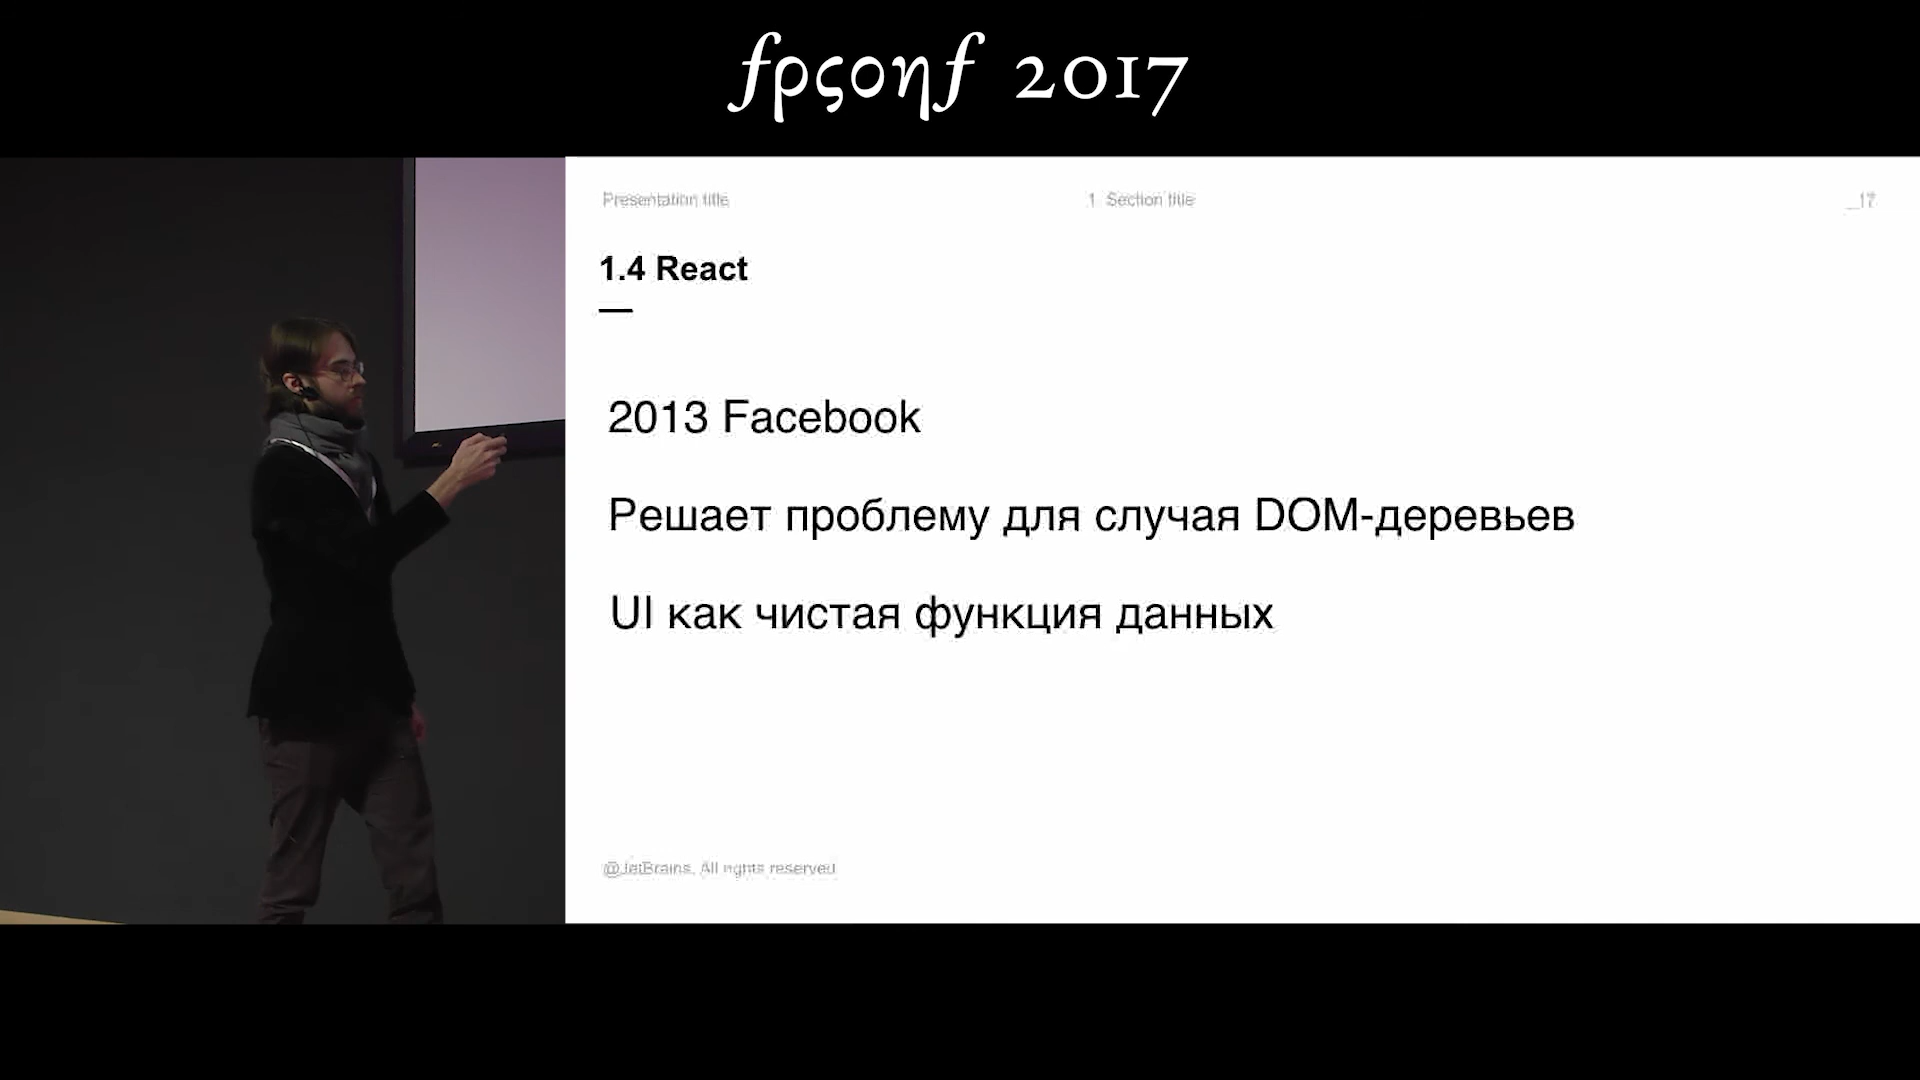 fρςοηf 2017
Presentation title
1 Section title
_17
1.4 React
2013 Facebook
Решает проблему для случая DOM-деревьев
UI как чистая функция данных
@JetBrains. All rights reserved